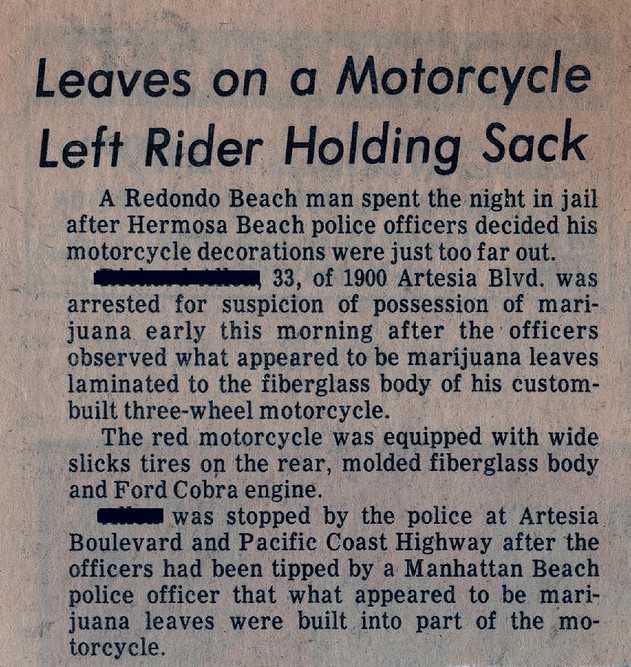 Leaves on a Motorcycle
Left Rider Holding Sack
A Redondo Beach man spent the night in jail
after Hermosa Beach police officers decided his
motorcycle decorations were just too far out.
, 33, of 1900 Artesia Blvd. was
arrested for suspicion of possession of mari-
juana early this morning after the officers
observed what appeared to be marijuana leaves
laminated to the fiberglass body of his custom-
built three-wheel motorcycle.
The red motorcycle was equipped with wide
slicks tires on the rear, molded fiberglass body
and Ford Cobra engine.
was stopped by the police at Artesia
Boulevard and Pacific Coast Highway after the
officers had been tipped by a Manhattan Beach
police officer that what appeared to be mari-
juana leaves were built into part of the mo-
torcycle.